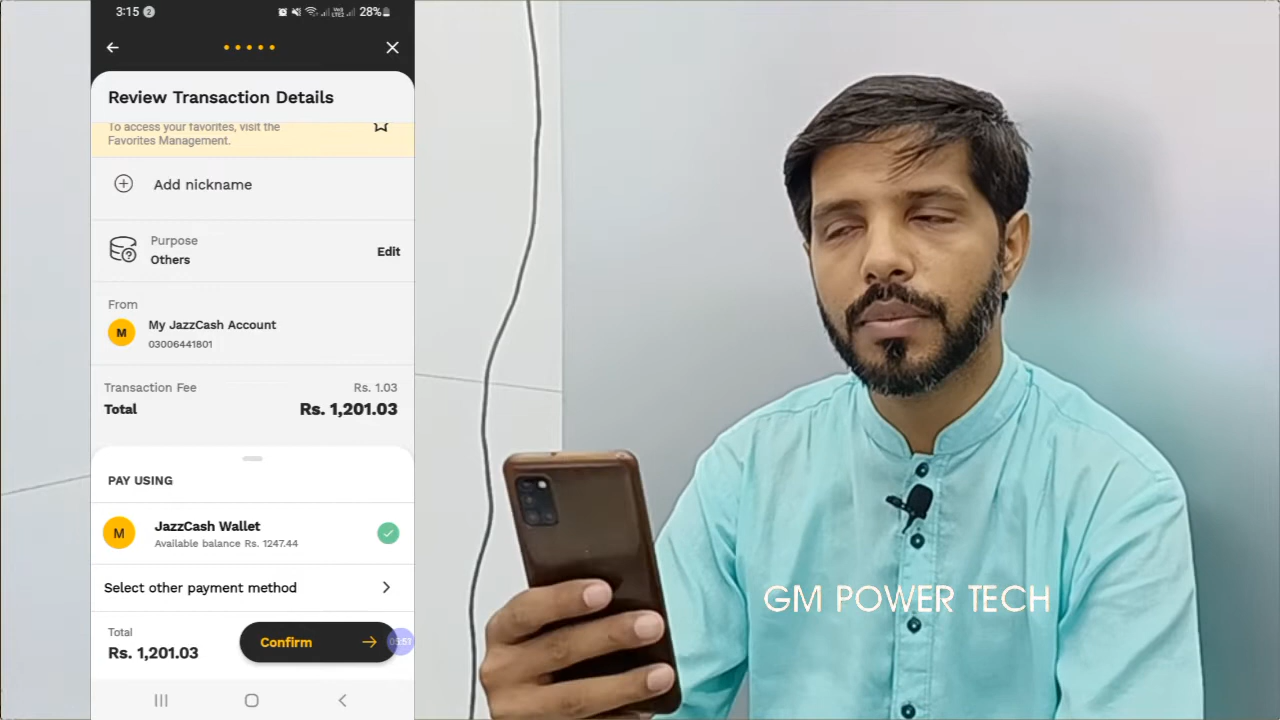 3:15 2
28%
Review Transaction Details
To access your favorites, visit the
Favorites Management.
Add nickname
Purpose
Others
Edit
From
M
My JazzCash Account
03006441801
Transaction Fee
Rs. 1.03
Total
Rs. 1,201.03
PAY USING
M
JazzCash Wallet
Available balance Rs. 1247.44
Select other payment method
Total
Rs. 1,201.03
Confirm
GM POWER TECH